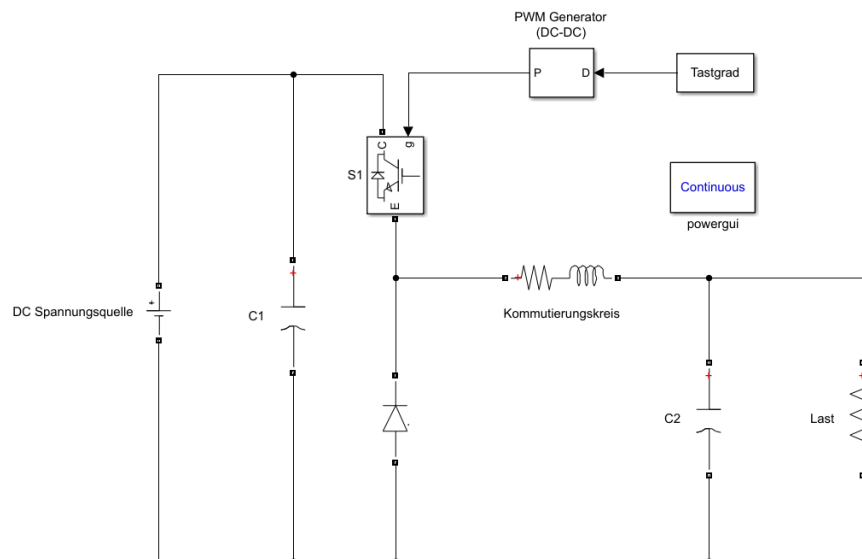 PWM Generator
(DC-DC)
P
D
Tastgrad
C
g
S1
E
Continuous
powergui
DC Spannungsquelle
C1
Kommutierungskreis
C2
Last